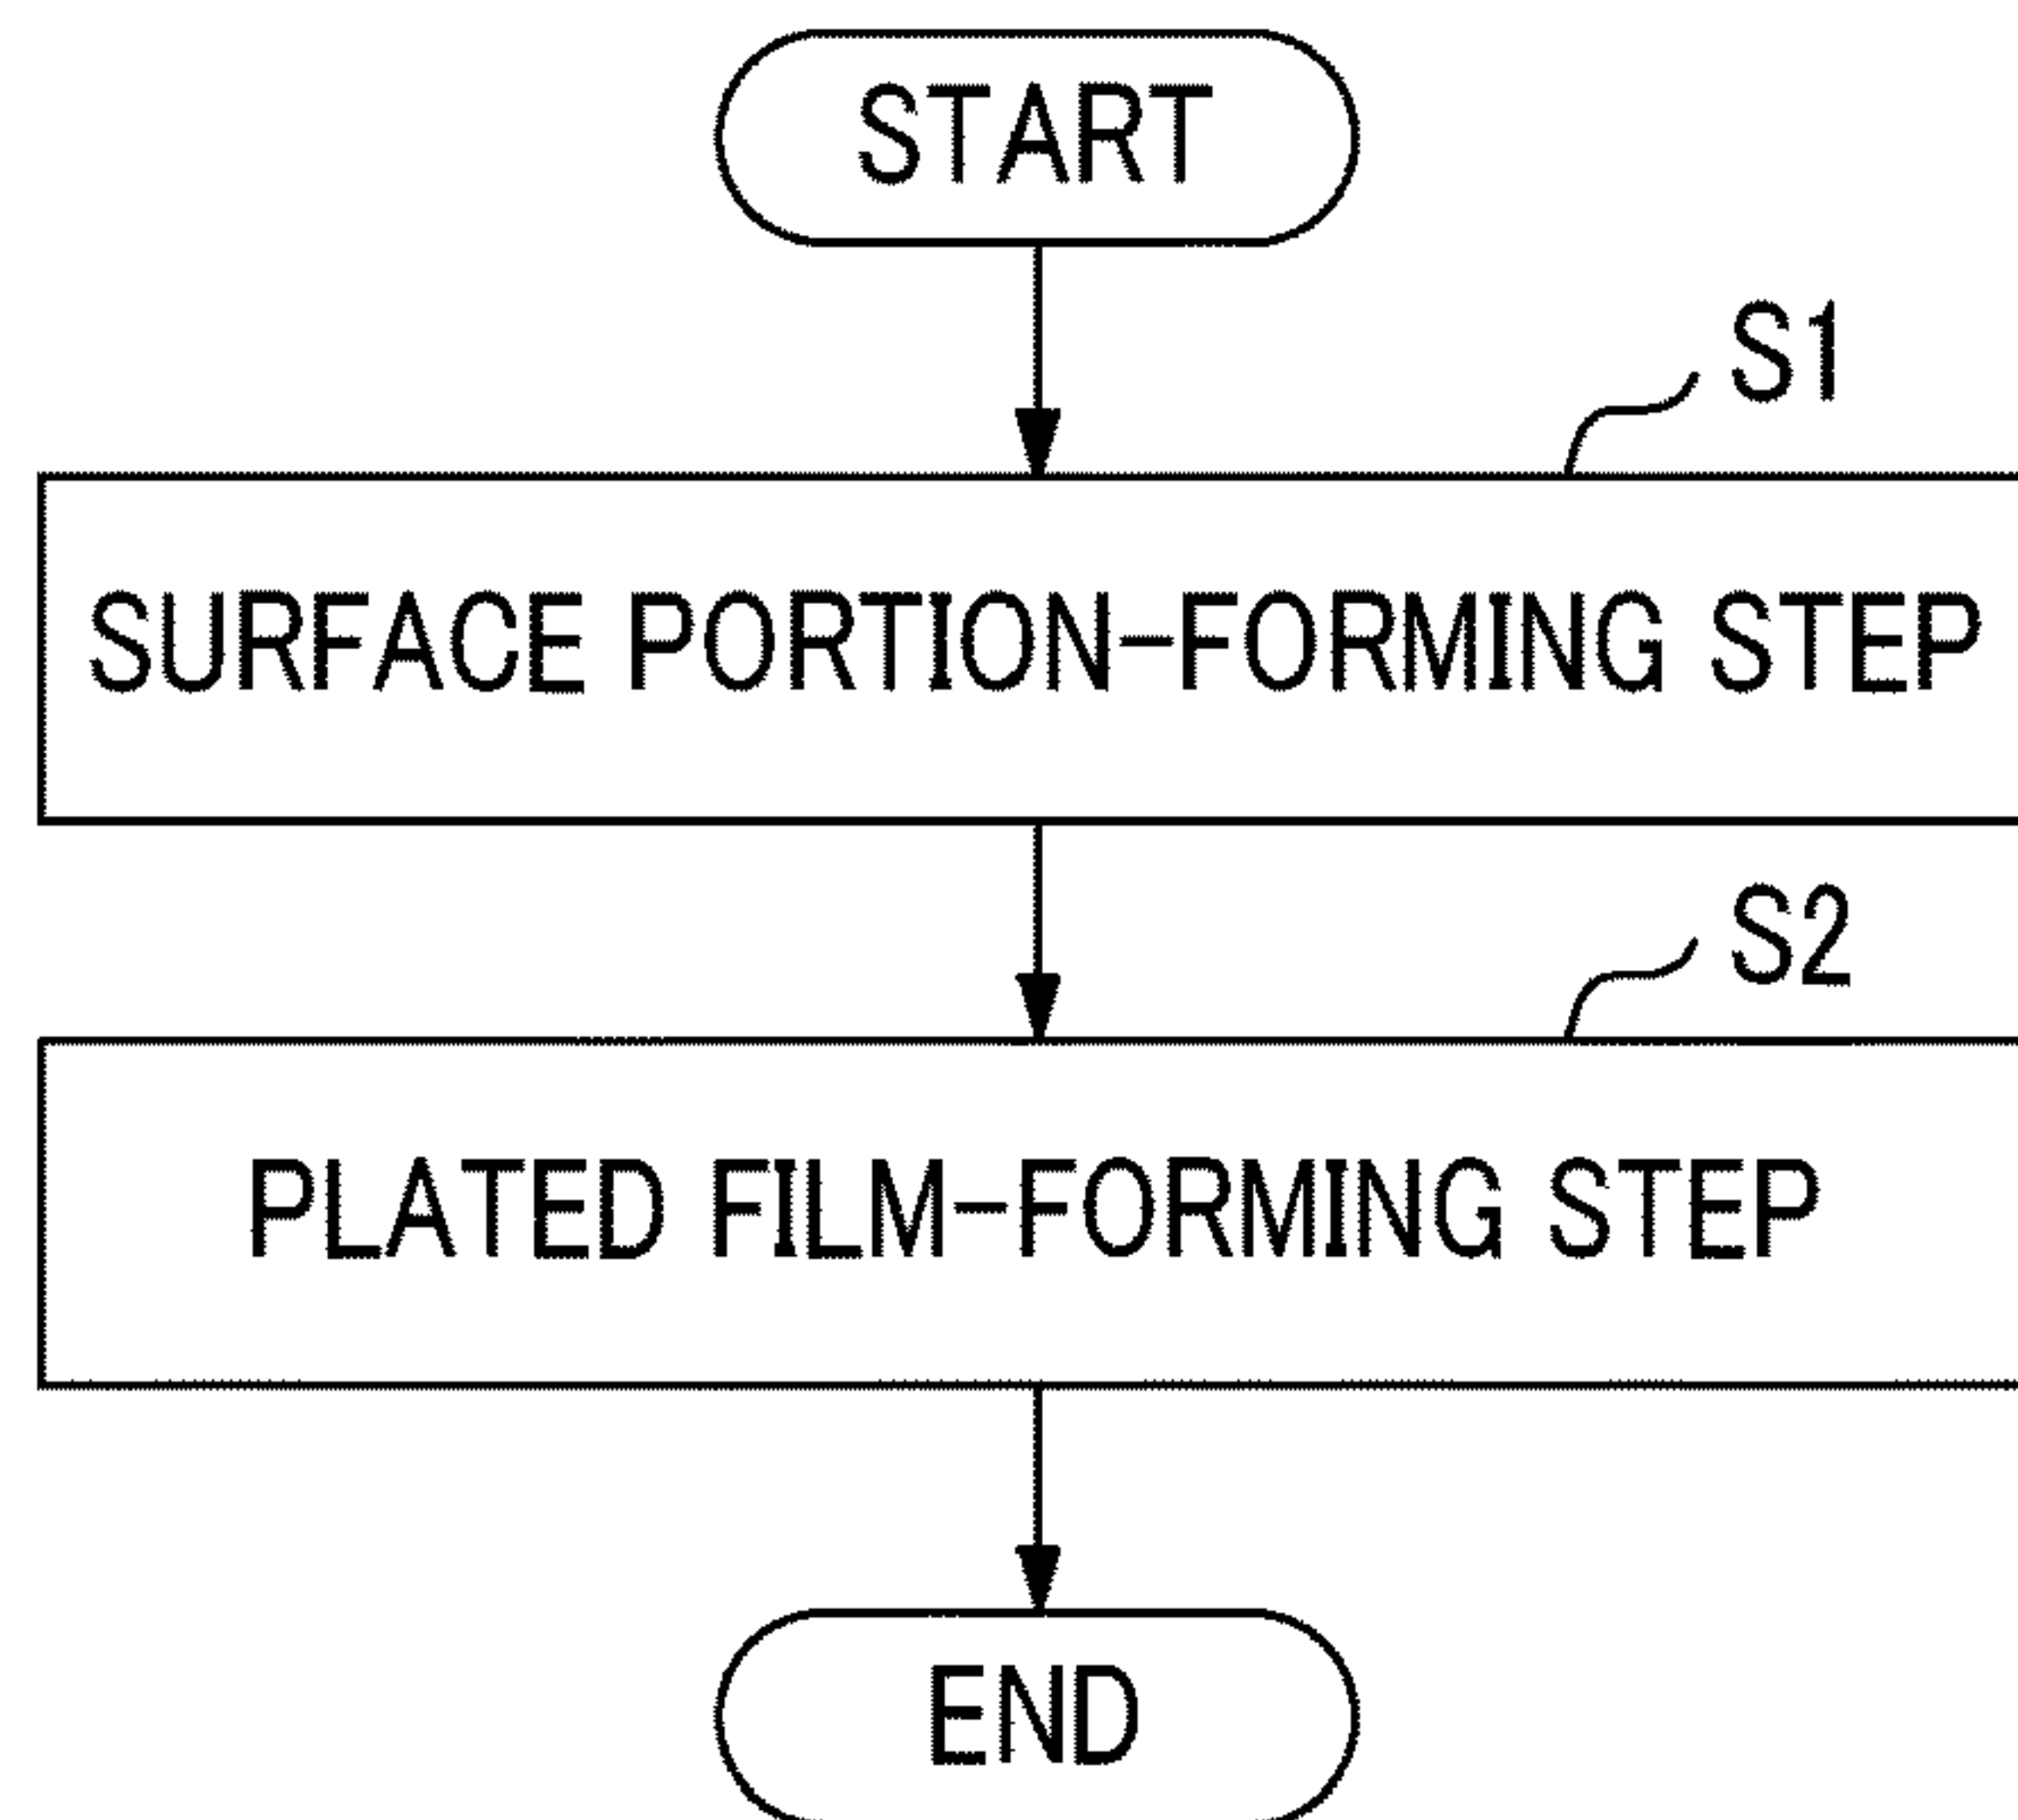 START
S1
SURFACE PORTION-FORMING STEP
S2
PLATED FILM-FORMING STEP
END